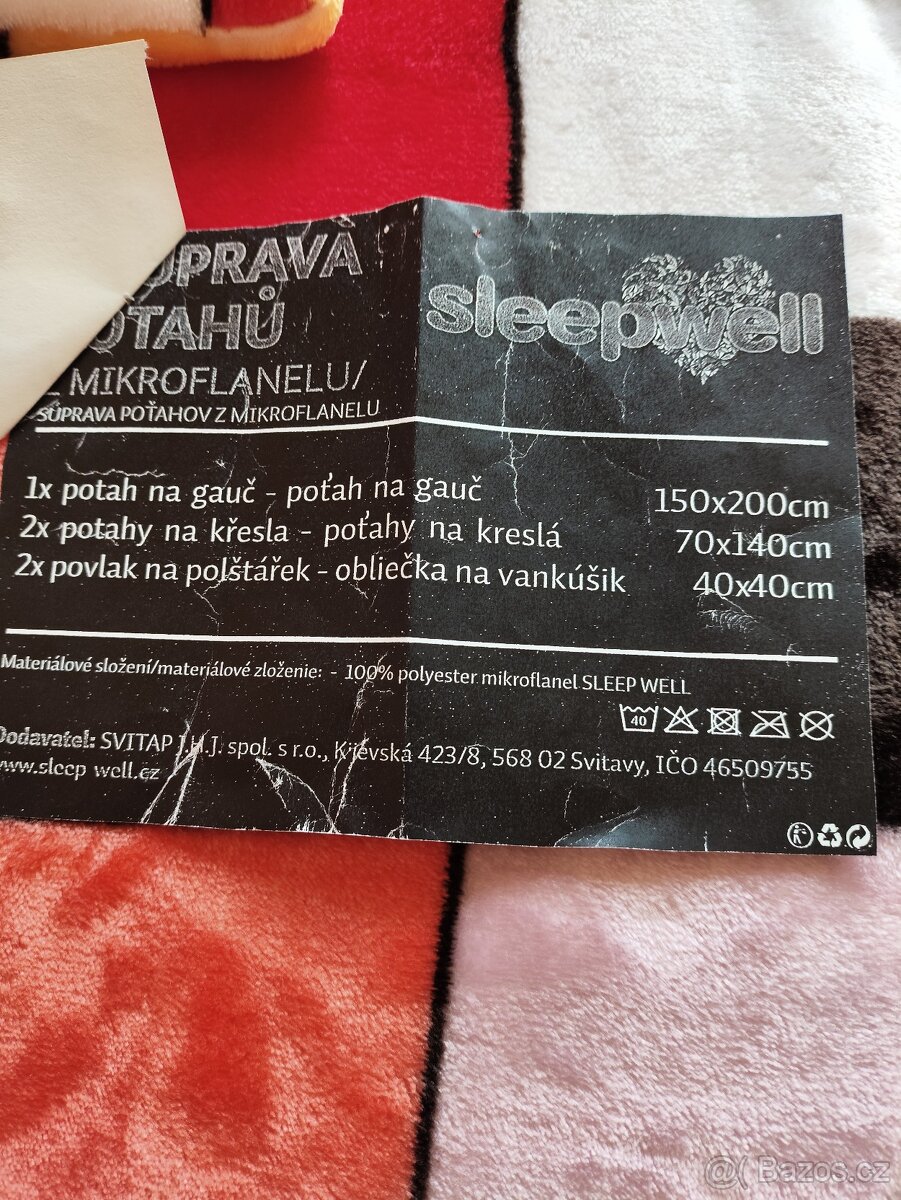 SÚPRAVA
POTAHŮ
sleepwell
Z MIKROFLANELU/
SÚPRAVA POŤAHOV Z MIKROFLANELU
1x potah na gauč - poťah na gauč 150x200cm
2x potahy na křesla - poťahy na kreslá 70x140cm
2x povlak na polštářek - obliečka na vankúšik 40x40cm
Materiálové složení/materiálové zloženie: - 100% polyester mikroflanel SLEEP WELL
40
Dodavatel: SVITAP J.H.J. spol. s r.o., Kijevská 423/8, 568 02 Svitavy, IČO 46509755
www.sleep-well.cz
@( Bazos.cz